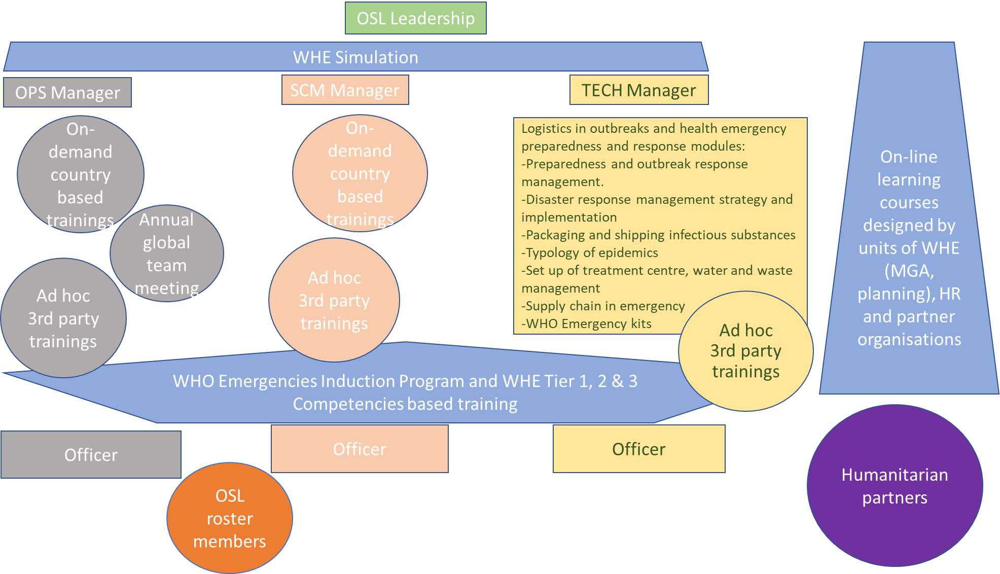 OSL Leadership
WHE Simulation
OPS Manager
SCM Manager
TECH Manager
On-
demand
country
based
trainings
Annual
global
team
meeting
Ad hoc
3rd party
trainings
On-
demand
country
based
trainings
Ad hoc
3rd party
trainings
Logistics in outbreaks and health emergency
preparedness and response modules:
-Preparedness and outbreak response
management.
-Disaster response management strategy and
implementation
-Packaging and shipping infectious substances
-Typology of epidemics
-Set up of treatment centre, water and waste
management
-Supply chain in emergency
-WHO Emergency kits
Ad hoc
3rd party
trainings
On-line
learning
courses
designed by
units of WHE
(MGA,
planning), HR
and partner
organisations
WHO Emergencies Induction Program and WHE Tier 1, 2 & 3
Competencies based training
Officer
Officer
Officer
OSL
roster
members
Humanitarian
partners